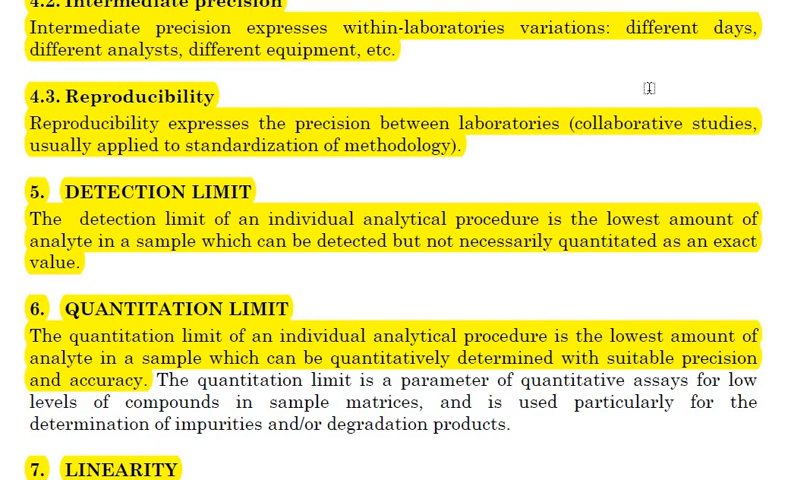 4.2. Intermediate precision
Intermediate precision expresses within-laboratories variations: different days,
different analysts, different equipment, etc.
4.3. Reproducibility
Reproducibility expresses the precision between laboratories (collaborative studies,
usually applied to standardization of methodology).
5. DETECTION LIMIT
The detection limit of an individual analytical procedure is the lowest amount of
analyte in a sample which can be detected but not necessarily quantitated as an exact
value.
6. QUANTITATION LIMIT
The quantitation limit of an individual analytical procedure is the lowest amount of
analyte in a sample which can be quantitatively determined with suitable precision
and accuracy. The quantitation limit is a parameter of quantitative assays for low
levels of compounds in sample matrices, and is used particularly for the
determination of impurities and/or degradation products.
7. LINEARITY